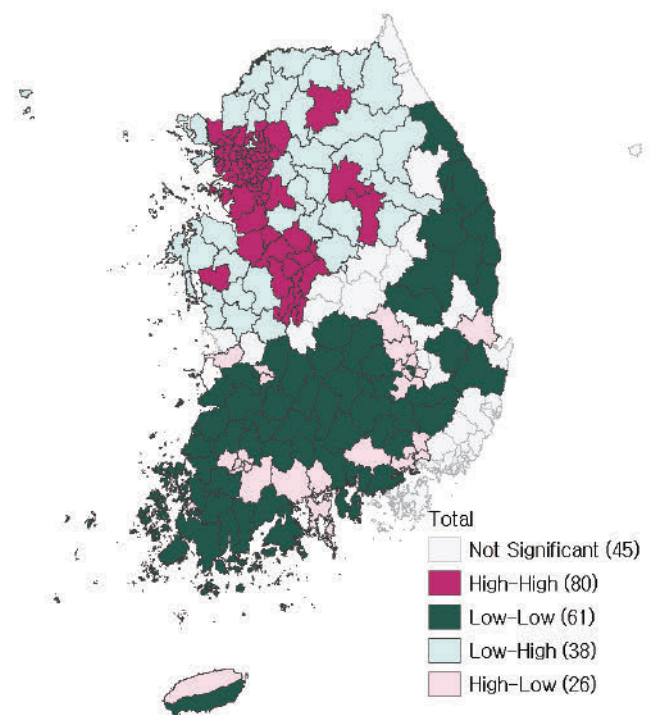 Total
Not Significant (45)
High-High (80)
Low-Low (61)
Low-High (38)
High-Low (26)